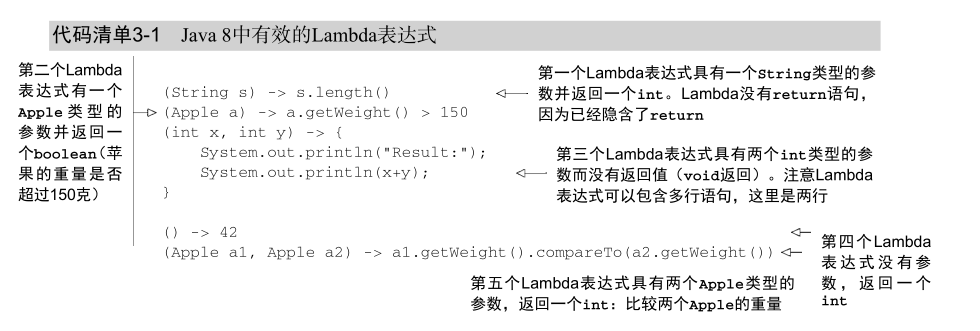 代码清单3-1 Java 8中有效的Lambda表达式
第二个Lambda
表达式有一个
Apple类型的
参数并返回一
个boolean（苹
果的重量是否
超过150克）
(String s) -> s.length()
(Apple a) -> a.getWeight() > 150
(int x, int y) -> {
System.out.println("Result:");
System.out.println(x+y);
}
() -> 42
(Apple a1, Apple a2) -> a1.getWeight().compareTo(a2.getWeight())
第一个Lambda表达式具有一个String类型的参
数并返回一个int。Lambda没有return语句，
因为已经隐含了return
第三个Lambda表达式具有两个int类型的参
数而没有返回值（void返回）。注意Lambda
表达式可以包含多行语句，这里是两行
第四个Lambda
表达式没有参
数，返回一个
int
第五个Lambda表达式具有两个Apple类型的
参数，返回一个int：比较两个Apple的重量